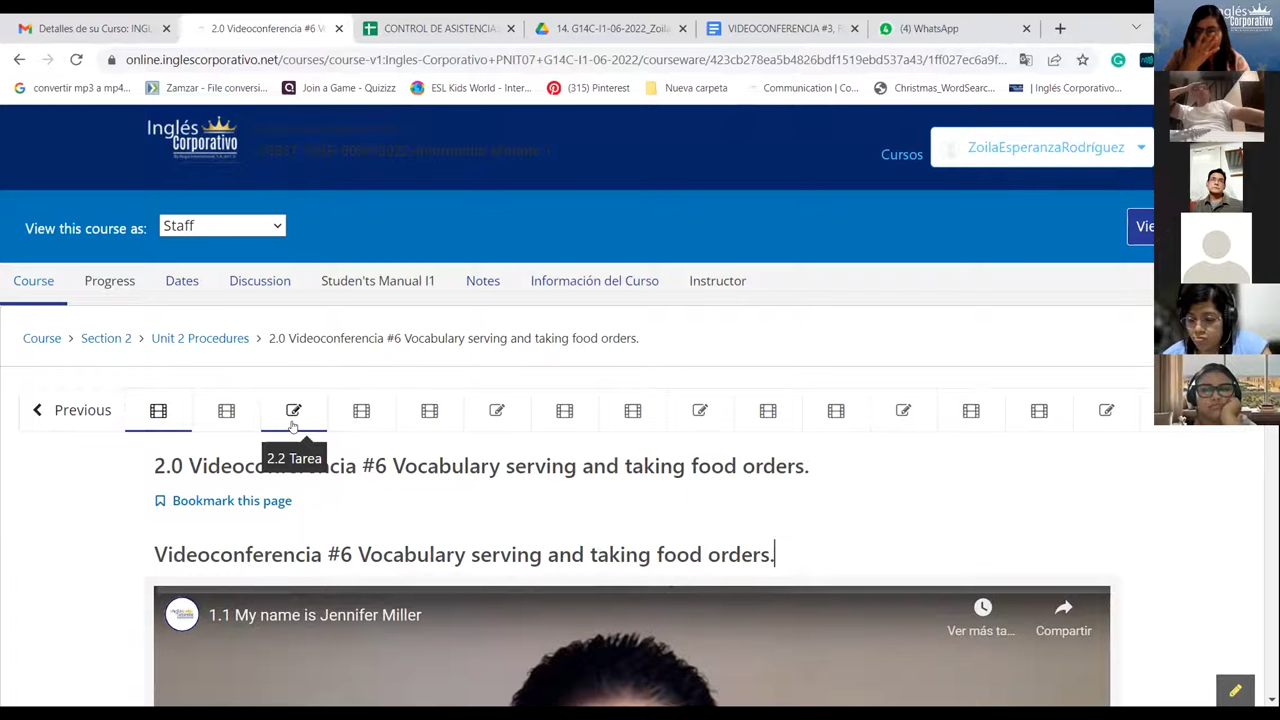 Detalles de su Curso: INGL
2.0 Videoconferencia #6 V
CONTROL DE ASISTENCIA
G14C-I1-06-2022_Zoila
VIDEOCONFERENCIA #3,
(4) WhatsApp
online.inglescorporativo.net/courses/course-v1:Ingles-Corporativo+PNIT07+G14C-I1-06-2022/courseware/423cb278ea5b4826bdf1519ebd537a43/1ff027ec6a9f...
convertir mp3 a mp4...
Zamzar - File conversi...
Join a Game - Quizizz
ESL Kids World - Inter...
(315) Pinterest
Nueva carpeta
Communication | Co...
Christmas_WordSearc...
| Inglés Corporativo...
Inglés
Corporativo
Cursos
ZoilaEsperanzaRodríguez
View this course as:
Staff
Vie
Course
Progress
Dates
Discussion
Studen'ts Manual I1
Notes
Información del Curso
Instructor
Course > Section 2 > Unit 2 Procedures > 2.0 Videoconferencia #6 Vocabulary serving and taking food orders.
Previous
2.2 Tarea
2.0 Videoconferencia #6 Vocabulary serving and taking food orders.
Bookmark this page
Videoconferencia #6 Vocabulary serving and taking food orders.
1.1 My name is Jennifer Miller
Ver más ta...
Compartir
Inglés
Corporativo